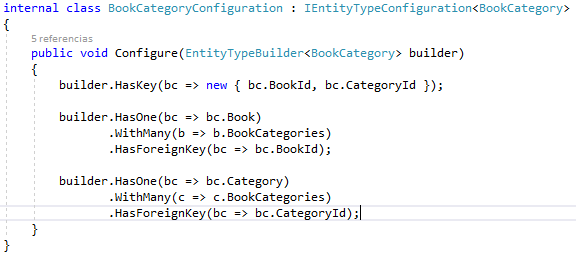 internal class BookCategoryConfiguration : IEntityTypeConfiguration<BookCategory>
{
5 referencias
public void Configure(EntityTypeBuilder<BookCategory> builder)
{
builder.HasKey(bc => new { bc.BookId, bc.CategoryId });
builder.HasOne(bc => bc.Book)
.WithMany(b => b.BookCategories)
.HasForeignKey(bc => bc.BookId);
builder.HasOne(bc => bc.Category)
.WithMany(c => c.BookCategories)
.HasForeignKey(bc => bc.CategoryId);
}
}